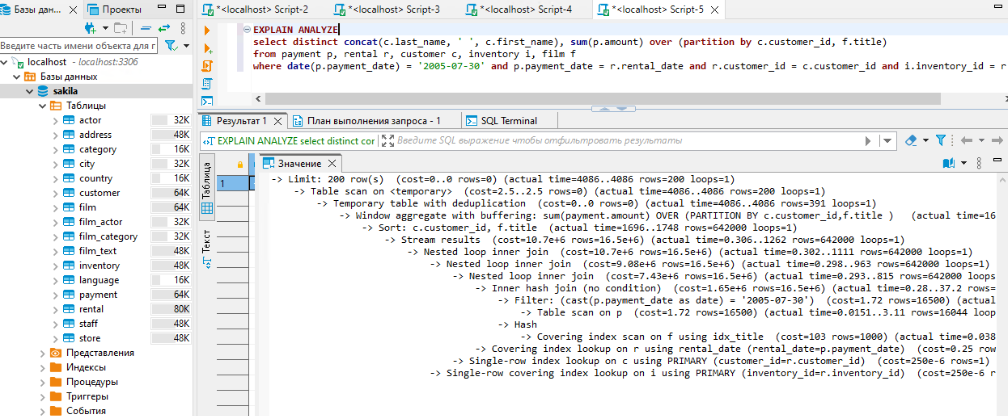 Базы дан...
Проекты
*<localhost> Script-2
*<localhost> Script-3
*<localhost> Script-4
*<localhost> Script-5
Введите часть имени объекта для г
localhost - localhost:3306
Базы данных
sakila
Таблицы
actor 32K
address 48K
category 16K
city 32K
country 16K
customer 64K
film 64K
film_actor 32K
film_category 32K
film_text 48K
inventory 48K
language 16K
payment 64K
rental 80K
staff 48K
store 48K
Представления
Индексы
Процедуры
Триггеры
События
EXPLAIN ANALYZE
select distinct concat(c.last_name, ' ', c.first_name), sum(p.amount) over (partition by c.customer_id, f.title)
from payment p, rental r, customer c, inventory i, film f
where date(p.payment_date) = '2005-07-30' and p.payment_date = r.rental_date and r.customer_id = c.customer_id and i.inventory_id = r
Результат 1
План выполнения запроса - 1
SQL Terminal
EXPLAIN ANALYZE select distinct cor
Введите SQL выражение чтобы отфильтровать результаты
Таблица
Текст
1
Значение
-> Limit: 200 row(s) (cost=0..0 rows=0) (actual time=4086..4086 rows=200 loops=1)
-> Table scan on <temporary> (cost=2.5..2.5 rows=0) (actual time=4086..4086 rows=200 loops=1)
-> Temporary table with deduplication (cost=0..0 rows=0) (actual time=4086..4086 rows=391 loops=1)
-> Window aggregate with buffering: sum(payment.amount) OVER (PARTITION BY c.customer_id,f.title ) (actual time=16
-> Sort: c.customer_id, f.title (actual time=1696..1748 rows=642000 loops=1)
-> Stream results (cost=10.7e+6 rows=16.5e+6) (actual time=0.306..1262 rows=642000 loops=1)
-> Nested loop inner join (cost=10.7e+6 rows=16.5e+6) (actual time=0.302..1111 rows=642000 loops=1)
-> Nested loop inner join (cost=9.08e+6 rows=16.5e+6) (actual time=0.298..963 rows=642000 loops=1)
-> Nested loop inner join (cost=7.43e+6 rows=16.5e+6) (actual time=0.293..815 rows=642000 loops
-> Inner hash join (no condition) (cost=1.65e+6 rows=16.5e+6) (actual time=0.28..37.2 rows=
-> Filter: (cast(p.payment_date as date) = '2005-07-30') (cost=1.72 rows=16500) (actual
-> Table scan on p (cost=1.72 rows=16500) (actual time=0.0151..3.11 rows=16044 loop
-> Hash
-> Covering index scan on f using idx_title (cost=103 rows=1000) (actual time=0.038
-> Covering index lookup on r using rental_date (rental_date=p.payment_date) (cost=0.25 row
-> Single-row index lookup on c using PRIMARY (customer_id=r.customer_id) (cost=250e-6 rows=1)
-> Single-row covering index lookup on i using PRIMARY (inventory_id=r.inventory_id) (cost=250e-6 r